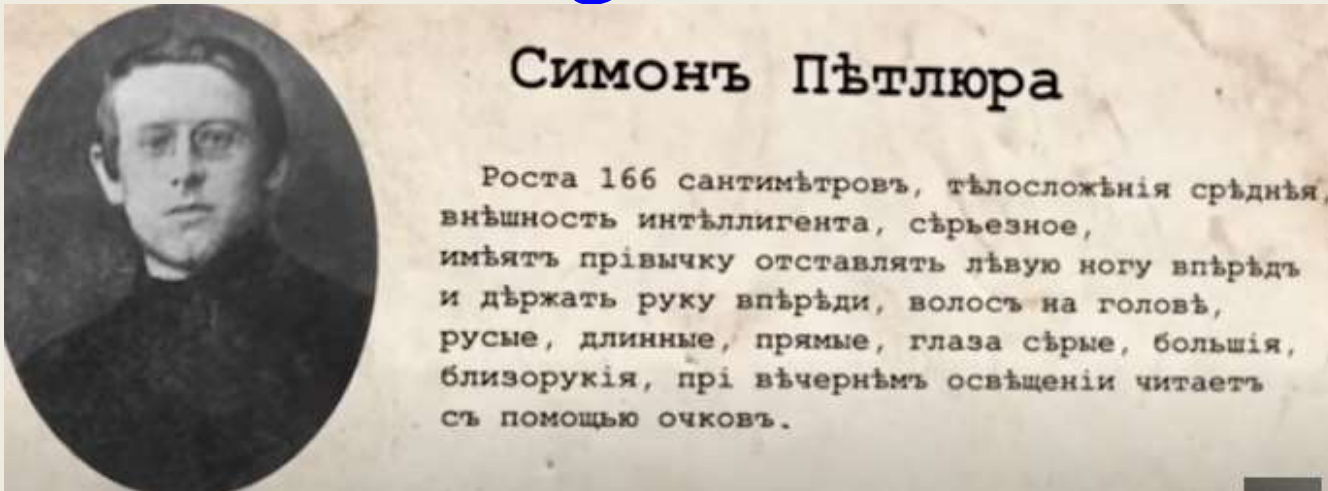 Симонъ Пѣтлюра
Роста 166 сантимѣтровъ, тѣлосложѣнія срѣднѣя,
внѣшность интѣллигента, сѣрьезное,
имѣятъ прівычку отставлять лѣвую ногу впѣрѣдъ
и дѣржать руку впѣрѣди, волосъ на головѣ,
русые, длинные, прямые, глаза сѣрые, большія,
близорукія, прі вѣчернѣмъ освѣщеніи читаетъ
съ помощью очковъ.